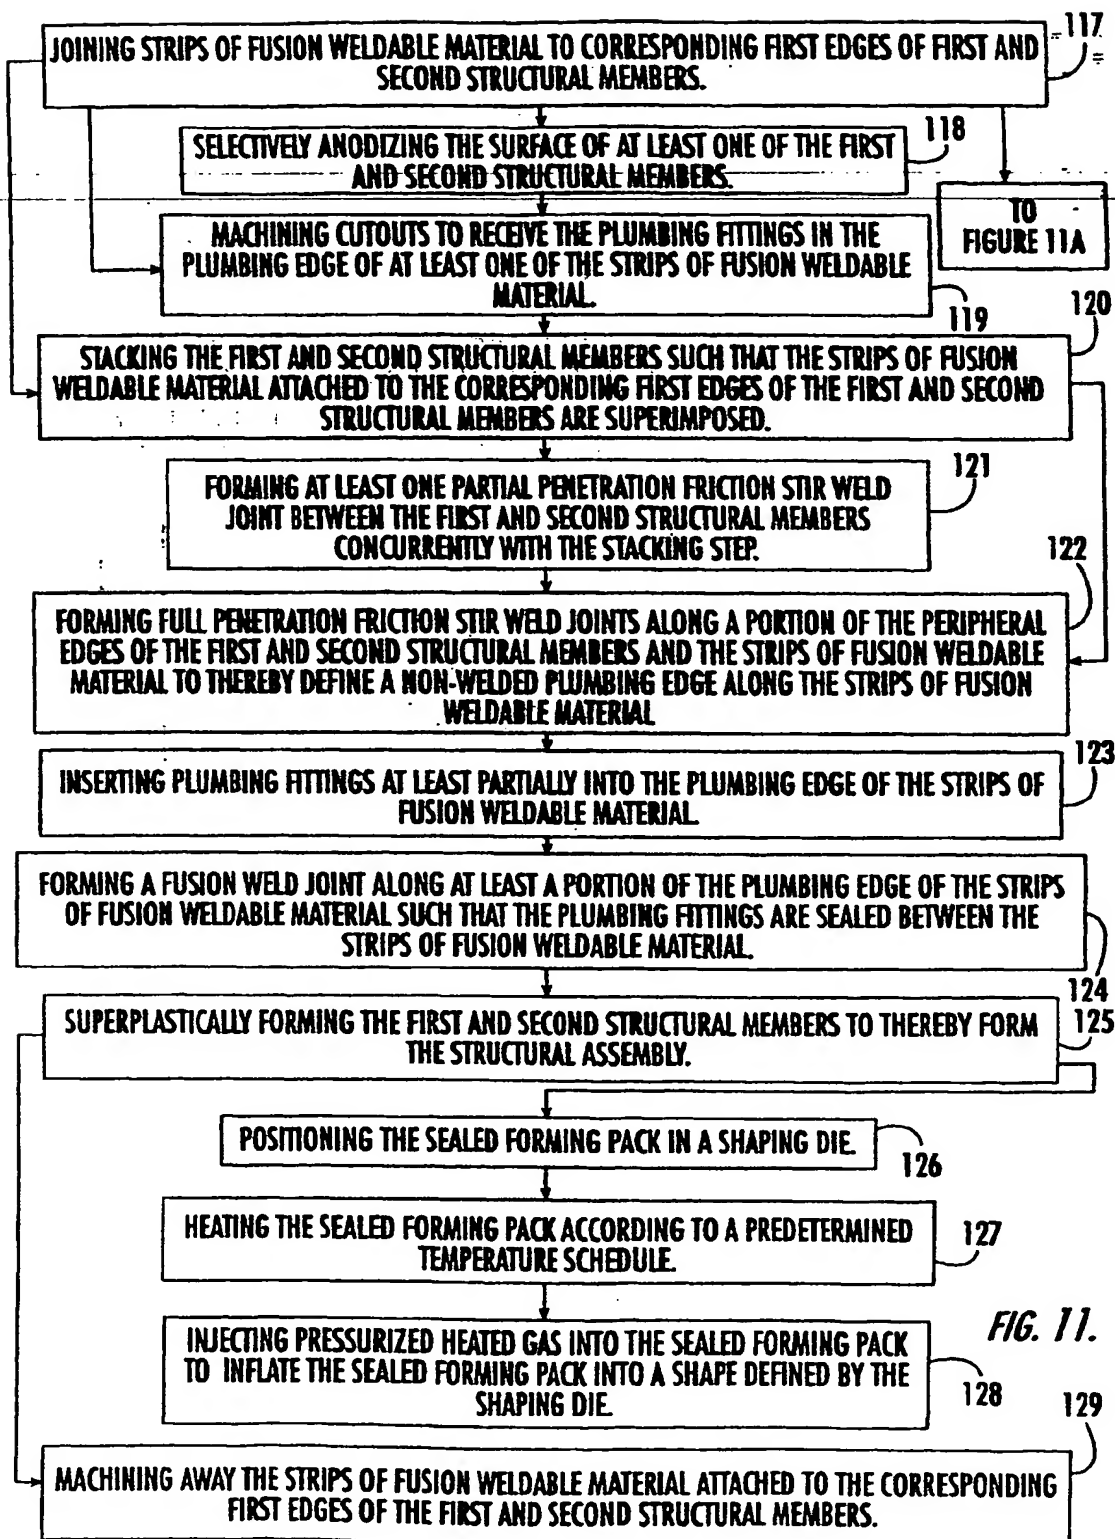 JOINING STRIPS OF FUSION WELDABLE MATERIAL TO CORRESPONDING FIRST EDGES OF FIRST AND
SECOND STRUCTURAL MEMBERS.
117
SELECTIVELY ANODIZING THE SURFACE OF AT LEAST ONE OF THE FIRST
AND SECOND STRUCTURAL MEMBERS.
118
TO
FIGURE 11A
MACHINING CUTOUTS TO RECEIVE THE PLUMBING FITTINGS IN THE
PLUMBING EDGE OF AT LEAST ONE OF THE STRIPS OF FUSION WELDABLE
MATERIAL.
119
STACKING THE FIRST AND SECOND STRUCTURAL MEMBERS SUCH THAT THE STRIPS OF FUSION
WELDABLE MATERIAL ATTACHED TO THE CORRESPONDING FIRST EDGES OF THE FIRST AND SECOND
STRUCTURAL MEMBERS ARE SUPERIMPOSED.
120
FORMING AT LEAST ONE PARTIAL PENETRATION FRICTION STIR WELD
JOINT BETWEEN THE FIRST AND SECOND STRUCTURAL MEMBERS
CONCURRENTLY WITH THE STACKING STEP.
121
FORMING FULL PENETRATION FRICTION STIR WELD JOINTS ALONG A PORTION OF THE PERIPHERAL
EDGES OF THE FIRST AND SECOND STRUCTURAL MEMBERS AND THE STRIPS OF FUSION WELDABLE
MATERIAL TO THEREBY DEFINE A NON-WELDED PLUMBING EDGE ALONG THE STRIPS OF FUSION
WELDABLE MATERIAL
122
INSERTING PLUMBING FITTINGS AT LEAST PARTIALLY INTO THE PLUMBING EDGE OF THE STRIPS OF
FUSION WELDABLE MATERIAL.
123
FORMING A FUSION WELD JOINT ALONG AT LEAST A PORTION OF THE PLUMBING EDGE OF THE STRIPS
OF FUSION WELDABLE MATERIAL SUCH THAT THE PLUMBING FITTINGS ARE SEALED BETWEEN THE
STRIPS OF FUSION WELDABLE MATERIAL.
124
SUPERPLASTICALLY FORMING THE FIRST AND SECOND STRUCTURAL MEMBERS TO THEREBY FORM
THE STRUCTURAL ASSEMBLY.
125
POSITIONING THE SEALED FORMING PACK IN A SHAPING DIE.
126
HEATING THE SEALED FORMING PACK ACCORDING TO A PREDETERMINED
TEMPERATURE SCHEDULE.
127
INJECTING PRESSURIZED HEATED GAS INTO THE SEALED FORMING PACK
TO INFLATE THE SEALED FORMING PACK INTO A SHAPE DEFINED BY THE
SHAPING DIE.
128
FIG. 11.
MACHINING AWAY THE STRIPS OF FUSION WELDABLE MATERIAL ATTACHED TO THE CORRESPONDING
FIRST EDGES OF THE FIRST AND SECOND STRUCTURAL MEMBERS.
129